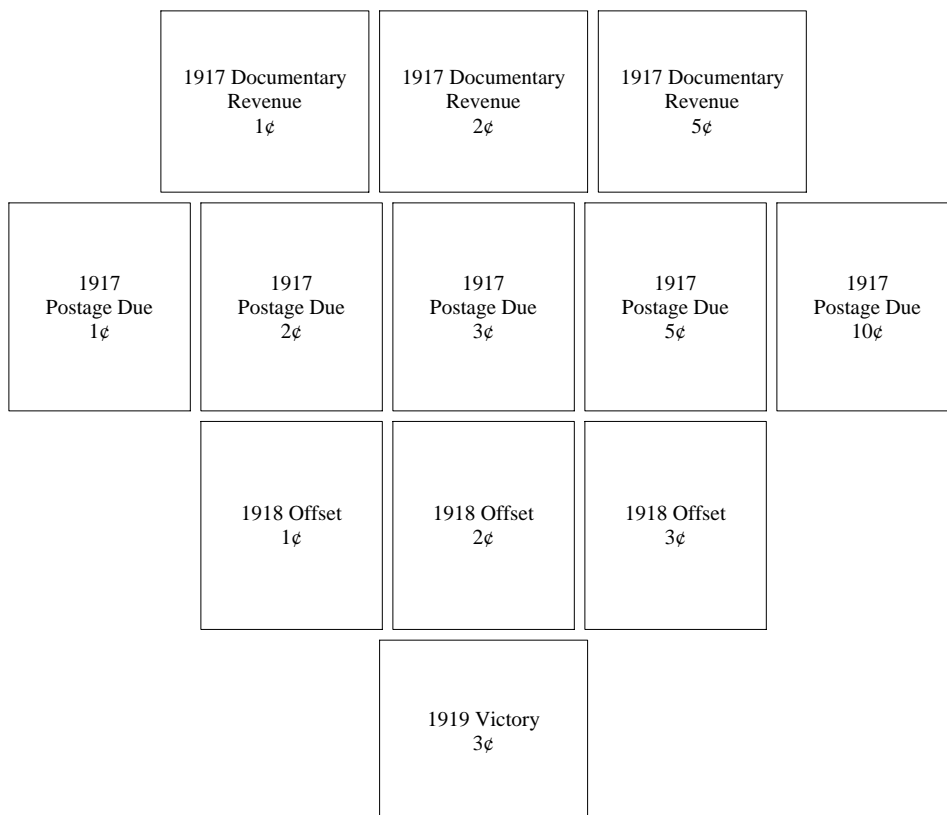 1917 Documentary
Revenue
1¢
1917 Documentary
Revenue
2¢
1917 Documentary
Revenue
5¢
1917
Postage Due
1¢
1917
Postage Due
2¢
1917
Postage Due
3¢
1917
Postage Due
5¢
1917
Postage Due
10¢
1918 Offset
1¢
1918 Offset
2¢
1918 Offset
3¢
1919 Victory
3¢